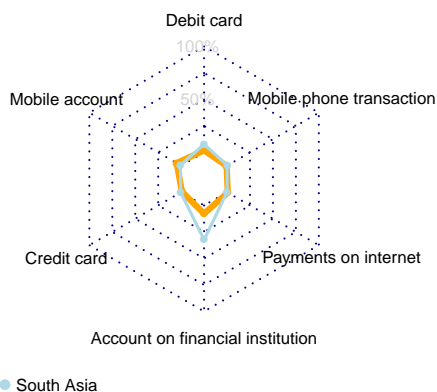 Debit card
100%
Mobile account
50%
Mobile phone transaction
Credit card
Payments on internet
Account on financial institution
South Asia